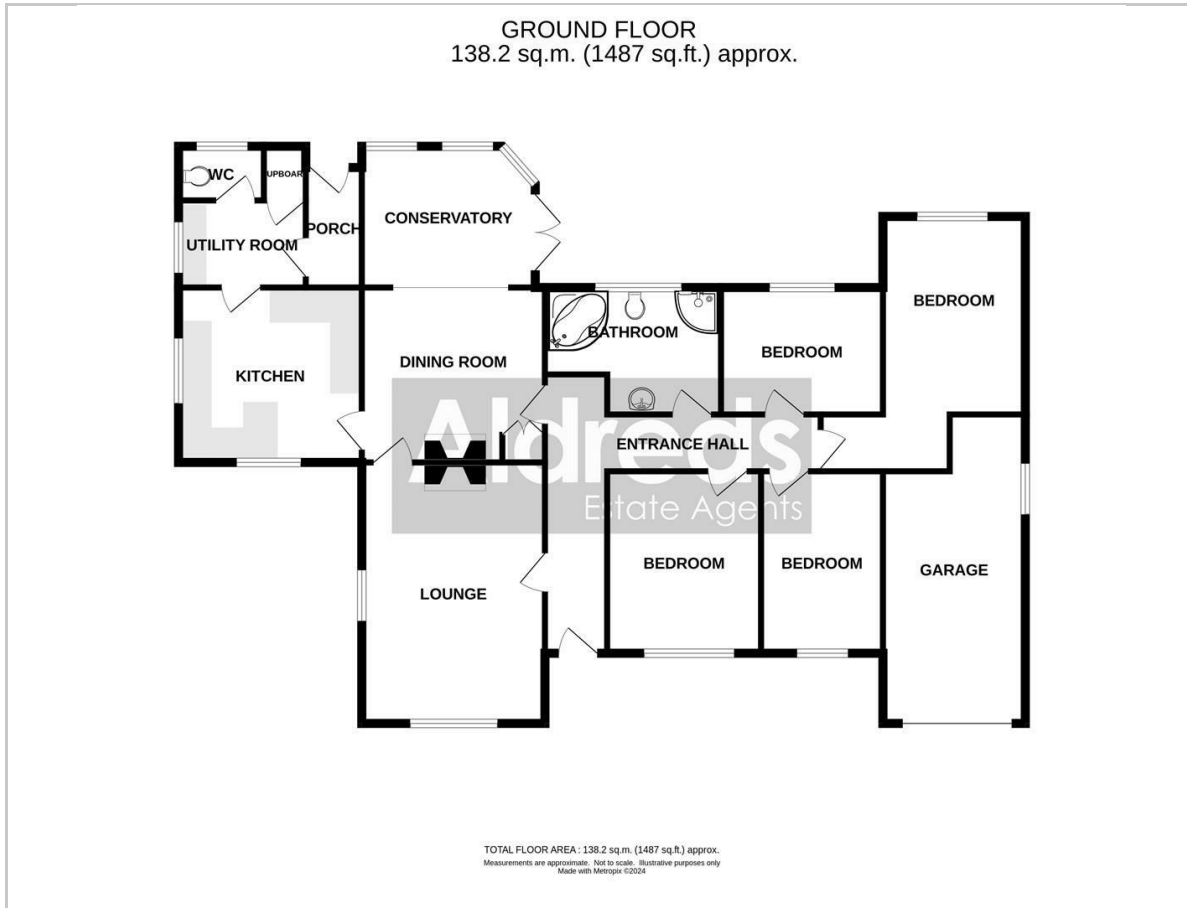 GROUND FLOOR
138.2 sq.m. (1487 sq.ft.) approx.
WC
UPBOAR
PORCH
CONSERVATORY
UTILITY ROOM
BEDROOM
BATHROOM
BEDROOM
DINING ROOM
KITCHEN
Aldreds
ENTRANCE HALL
Estate Agents
BEDROOM
BEDROOM
GARAGE
LOUNGE
TOTAL FLOOR AREA : 138.2 sq.m. (1487 sq.ft.) approx.
Measurements are approximate. Not to scale. Illustrative purposes only
Made with Metropix ©2024